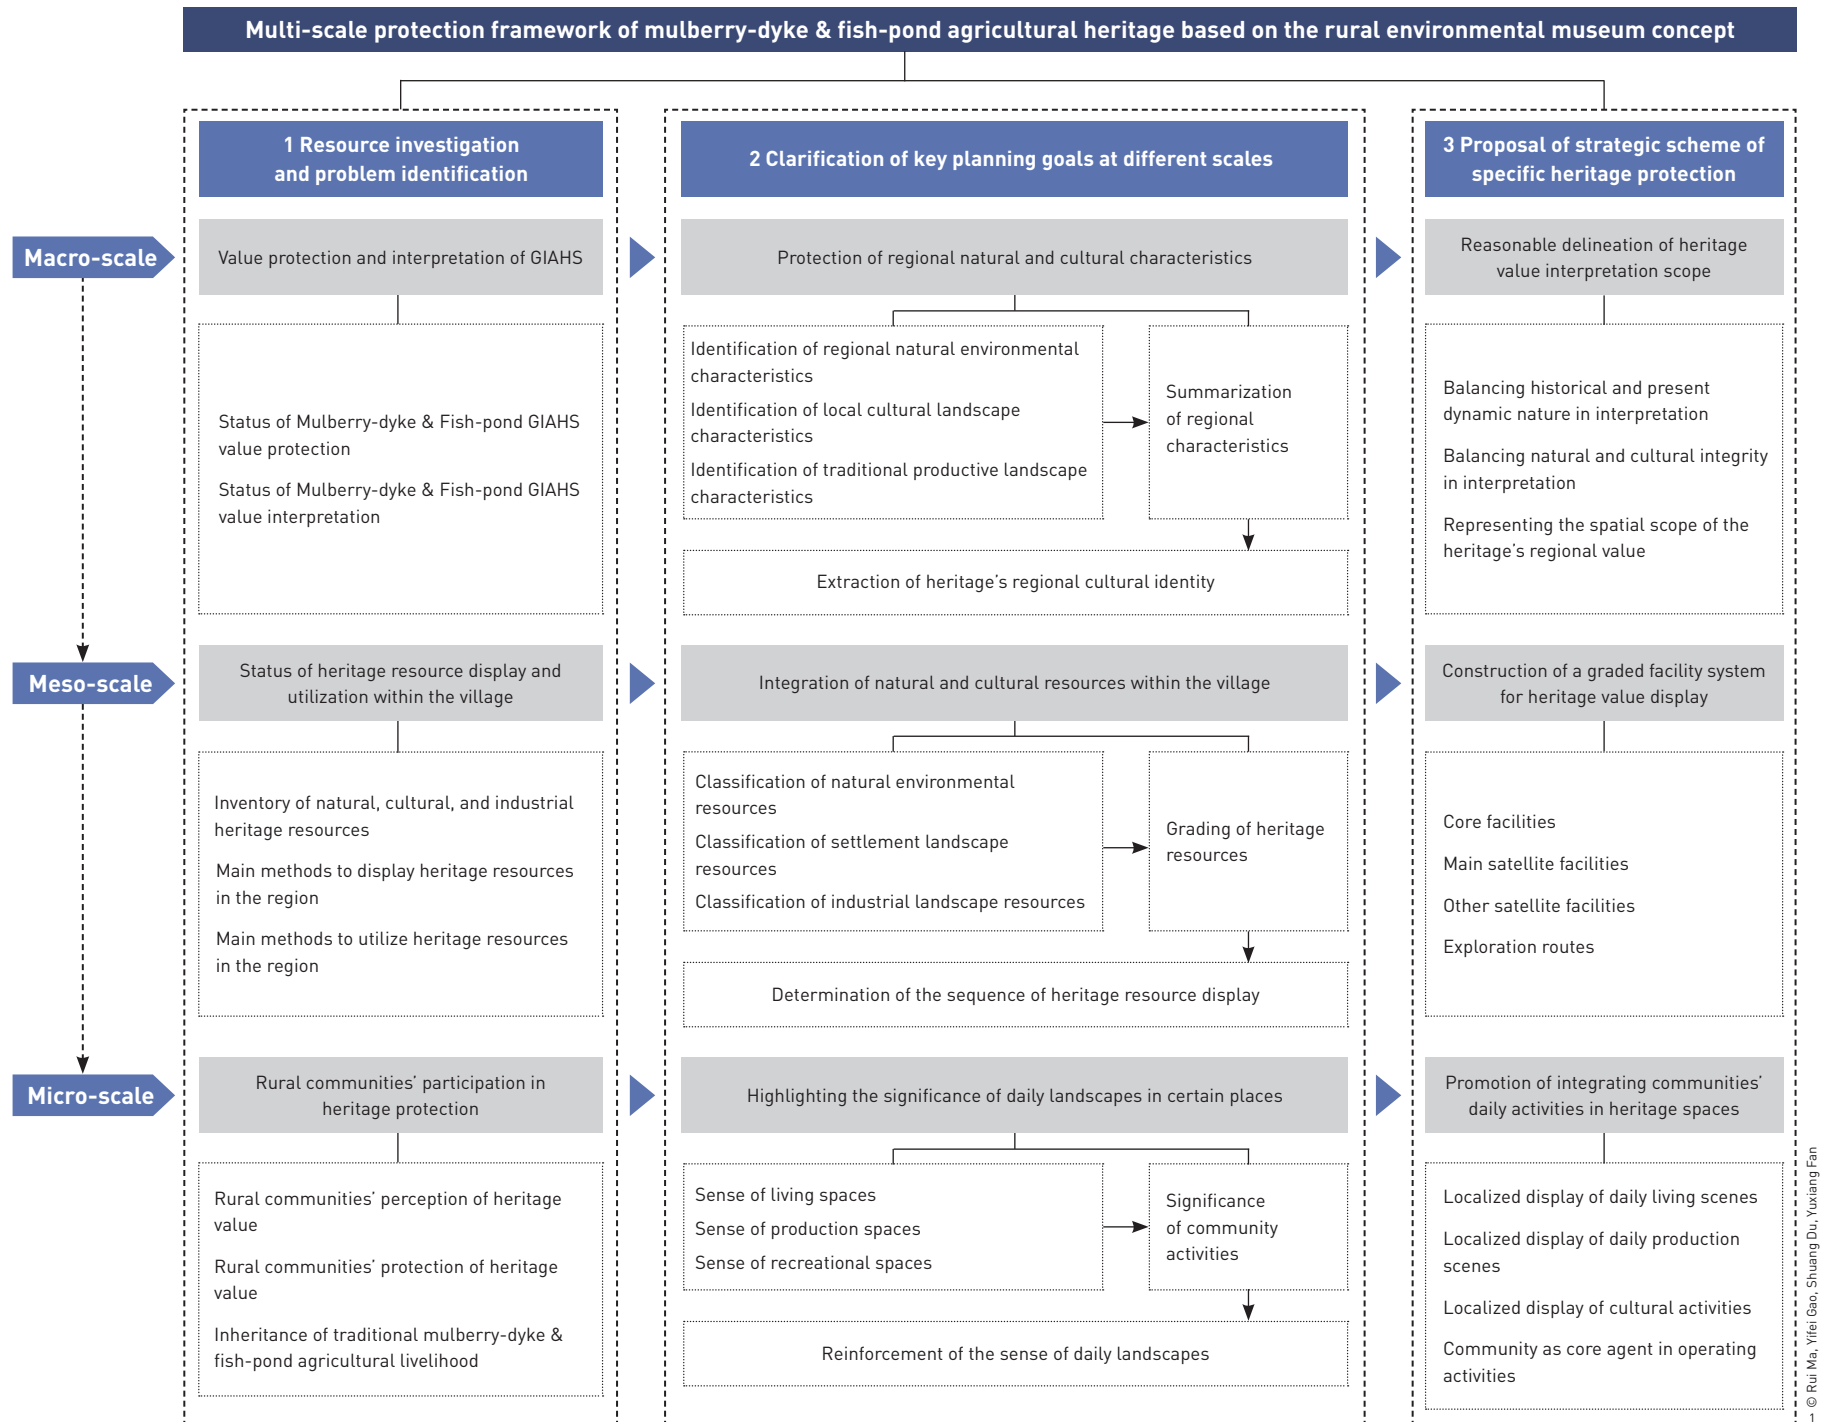 Multi-scale protection framework of mulberry-dyke & fish-pond agricultural heritage based on the rural environmental museum concept
1 Resource investigation
and problem identification
2 Clarification of key planning goals at different scales
3 Proposal of strategic scheme of
specific heritage protection
Macro-scale
Value protection and interpretation of GIAHS
Protection of regional natural and cultural characteristics
Reasonable delineation of heritage
value interpretation scope
Status of Mulberry-dyke & Fish-pond GIAHS
value protection
Status of Mulberry-dyke & Fish-pond GIAHS
value interpretation
Identification of regional natural environmental
characteristics
Identification of local cultural landscape
characteristics
Identification of traditional productive landscape
characteristics
Summarization
of regional
characteristics
Extraction of heritage's regional cultural identity
Balancing historical and present
dynamic nature in interpretation
Balancing natural and cultural integrity
in interpretation
Representing the spatial scope of the
heritage's regional value
Meso-scale
Status of heritage resource display and
utilization within the village
Integration of natural and cultural resources within the village
Construction of a graded facility system
for heritage value display
Inventory of natural, cultural, and industrial
heritage resources
Main methods to display heritage resources
in the region
Main methods to utilize heritage resources
in the region
Classification of natural environmental
resources
Classification of settlement landscape
resources
Classification of industrial landscape resources
Grading of heritage
resources
Determination of the sequence of heritage resource display
Core facilities
Main satellite facilities
Other satellite facilities
Exploration routes
Micro-scale
Rural communities' participation in
heritage protection
Highlighting the significance of daily landscapes in certain places
Promotion of integrating communities'
daily activities in heritage spaces
Rural communities' perception of heritage
value
Rural communities' protection of heritage
value
Inheritance of traditional mulberry-dyke &
fish-pond agricultural livelihood
Sense of living spaces
Sense of production spaces
Sense of recreational spaces
Significance
of community
activities
Reinforcement of the sense of daily landscapes
Localized display of daily living scenes
Localized display of daily production
scenes
Localized display of cultural activities
Community as core agent in operating
activities
© Rui Ma, Yifei Gao, Shuang Du, Yuxiang Fan
1